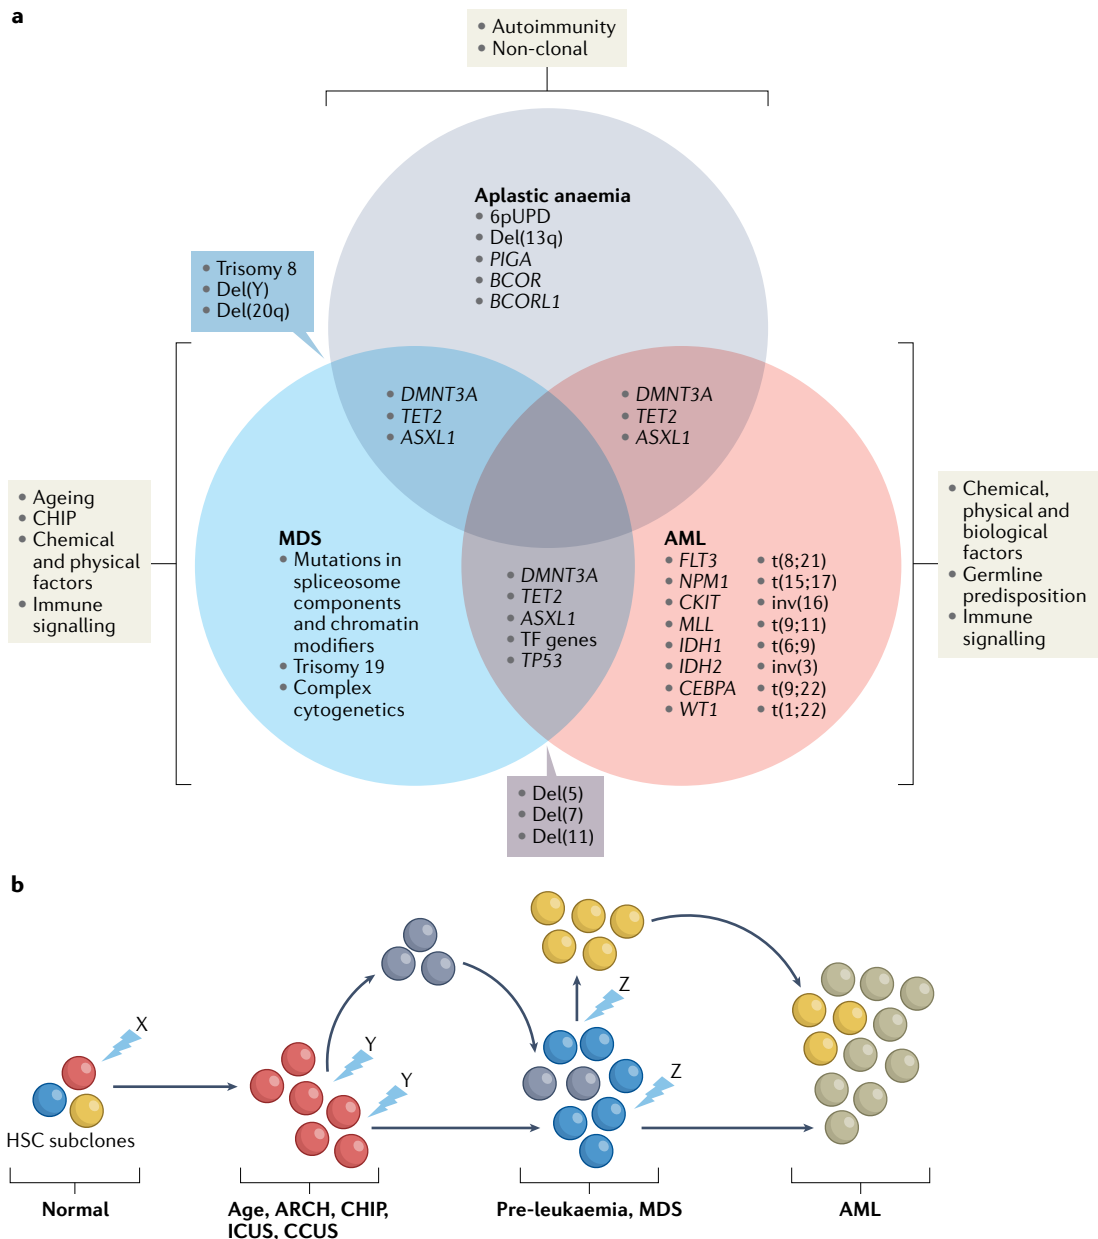 a
• Autoimmunity
• Non-clonal
Aplastic anaemia
• 6pUPD
• Del(13q)
• PIGA
• BCOR
• BCORL1
• Trisomy 8
• Del(Y)
• Del(20q)
• DMNT3A
• TET2
• ASXL1
• DMNT3A
• TET2
• ASXL1
• Ageing
• CHIP
• Chemical
and physical
factors
• Immune
signalling
MDS
• Mutations in
spliceosome
components
and chromatin
modifiers
• Trisomy 19
• Complex
cytogenetics
• DMNT3A
• TET2
• ASXL1
• TF genes
• TP53
AML
• FLT3
• NPM1
• CKIT
• MLL
• IDH1
• IDH2
• CEBPA
• WT1
• t(8;21)
• t(15;17)
• inv(16)
• t(9;11)
• t(6;9)
• inv(3)
• t(9;22)
• t(1;22)
• Chemical,
physical and
biological
factors
• Germline
predisposition
• Immune
signalling
• Del(5)
• Del(7)
• Del(11)
b
X
Y
Y
Z
Z
HSC subclones
Normal
Age, ARCH, CHIP,
ICUS, CCUS
Pre-leukaemia, MDS
AML